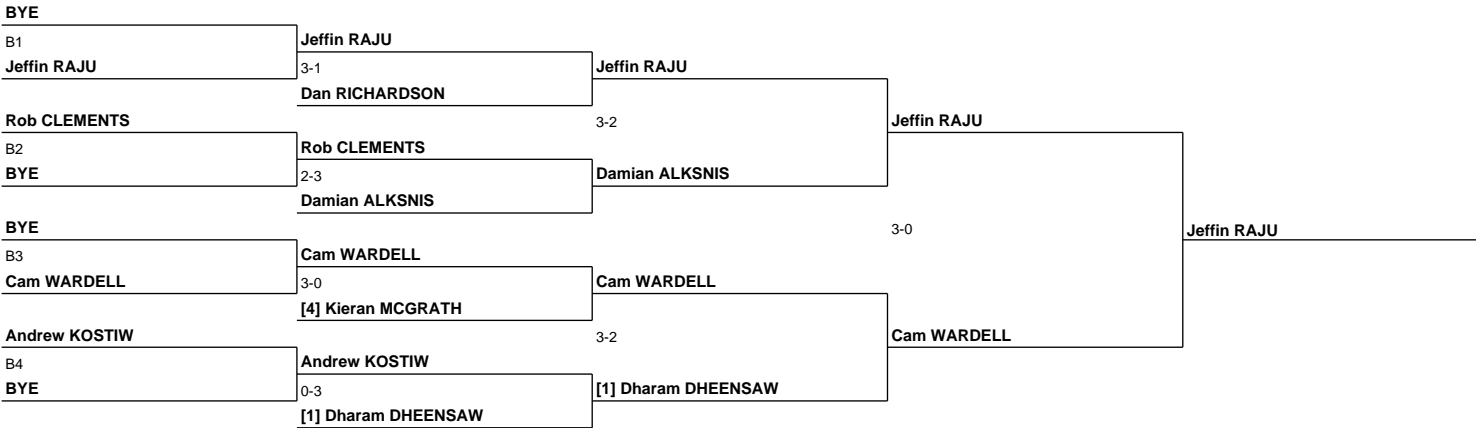 BYE
B1
Jeffin RAJU
Jeffin RAJU
3-1
Jeffin RAJU
Dan RICHARDSON
Rob CLEMENTS
3-2
Jeffin RAJU
B2
Rob CLEMENTS
BYE
2-3
Damian ALKSNIS
Damian ALKSNIS
BYE
3-0
Jeffin RAJU
B3
Cam WARDELL
Cam WARDELL
3-0
Cam WARDELL
[4] Kieran MCGRATH
Andrew KOSTIW
3-2
Cam WARDELL
B4
Andrew KOSTIW
BYE
0-3
[1] Dharam DHEENSAW
[1] Dharam DHEENSAW